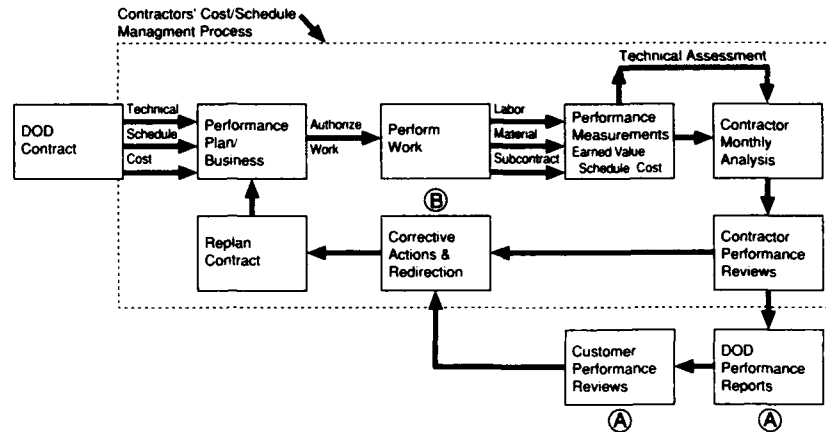 Contractors' Cost/Schedule
Managment Process
Technical Assessment
DOD
Contract
Technical
Schedule
Cost
Performance
Plan/
Business
Authorize
Work
Perform
Work
Labor
Material
Subcontract
Performance
Measurements
Earned Value
Schedule Cost
Contractor
Monthly
Analysis
B
Replan
Contract
Corrective
Actions &
Redirection
Contractor
Performance
Reviews
Customer
Performance
Reviews
DOD
Performance
Reports
A
A